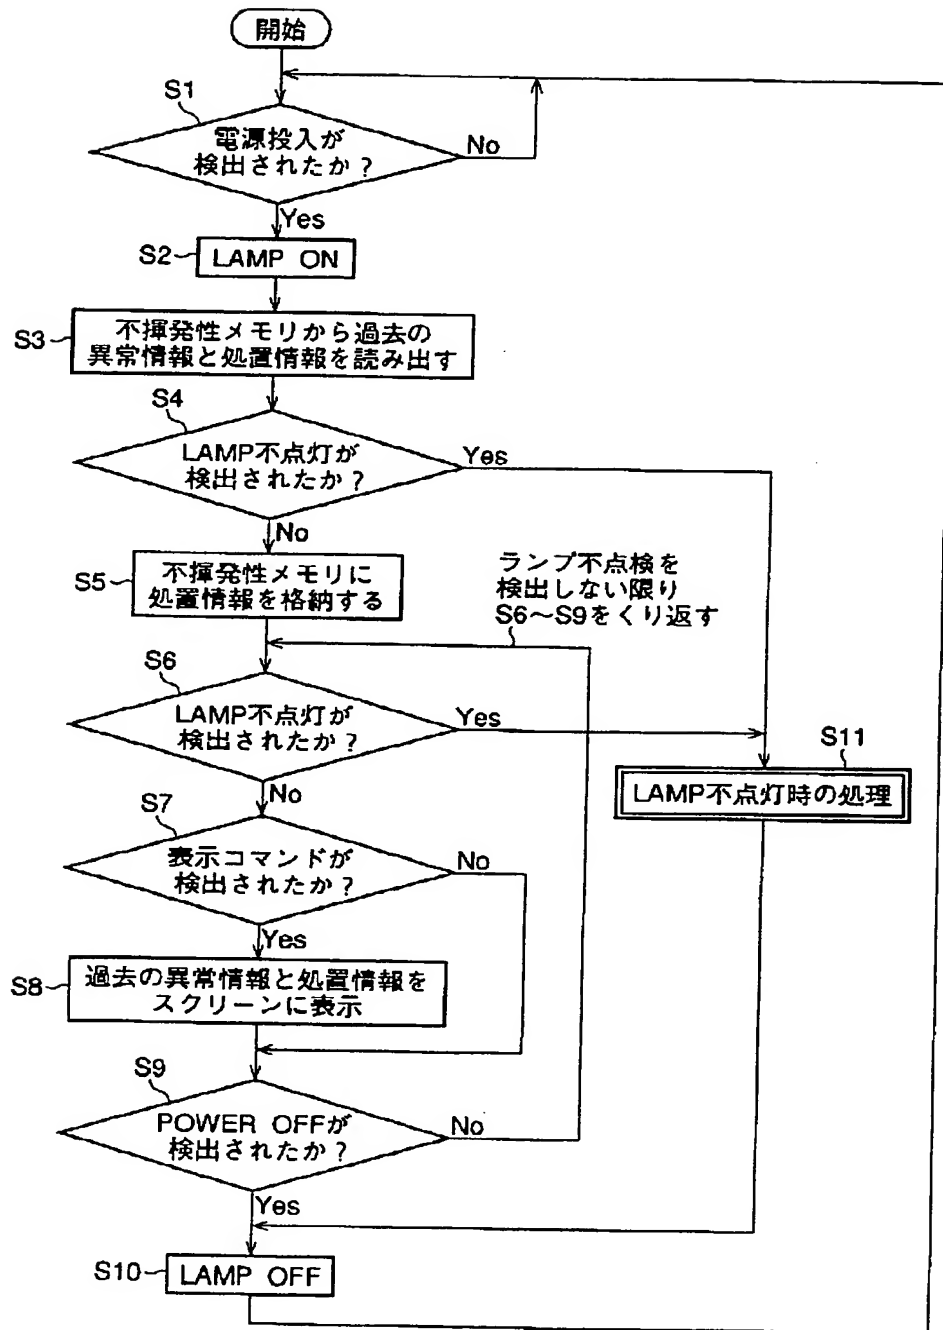 開始
S1
電源投入が
検出されたか？
No
Yes
S2
LAMP ON
S3
不揮発性メモリから過去の
異常情報と処置情報を読み出す
S4
LAMP不点灯が
検出されたか？
Yes
No
S5
不揮発性メモリに
処置情報を格納する
ランプ不点検を
検出しない限り
S6～S9をくり返す
S6
LAMP不点灯が
検出されたか？
Yes
No
S11
LAMP不点灯時の処理
S7
表示コマンドが
検出されたか？
No
Yes
S8
過去の異常情報と処置情報を
スクリーンに表示
S9
POWER OFFが
検出されたか？
No
Yes
S10
LAMP OFF